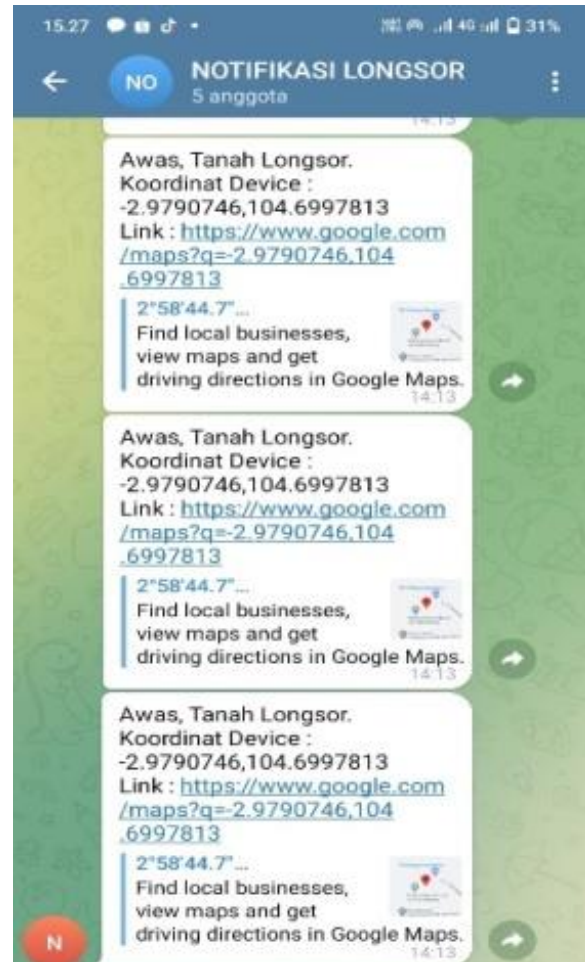 15.27 4G 31%
NO NOTIFIKASI LONGSOR
5 anggota
14:13
Awas, Tanah Longsor.
Koordinat Device :
-2.9790746,104.6997813
Link : https://www.google.com
/maps?q=-2.9790746,104
.6997813
2°58'44.7"...
Find local businesses,
view maps and get
driving directions in Google Maps.
14:13
Awas, Tanah Longsor.
Koordinat Device :
-2.9790746,104.6997813
Link : https://www.google.com
/maps?q=-2.9790746,104
.6997813
2°58'44.7"...
Find local businesses,
view maps and get
driving directions in Google Maps.
14:13
Awas, Tanah Longsor.
Koordinat Device :
-2.9790746,104.6997813
Link : https://www.google.com
/maps?q=-2.9790746,104
.6997813
2°58'44.7"...
Find local businesses,
view maps and get
N driving directions in Google Maps.
14:13